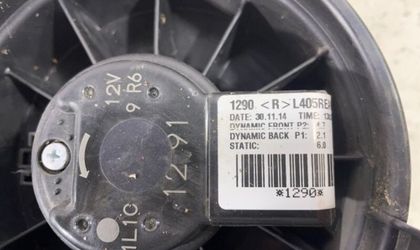 1290 <R> L405RE
DATE: 30.11.14 TIME:
DYNAMIC FRONT P2:
DYNAMIC BACK P1: 2.1
STATIC: 6.0
*1290*
12V
9 R6
1291
1L1C